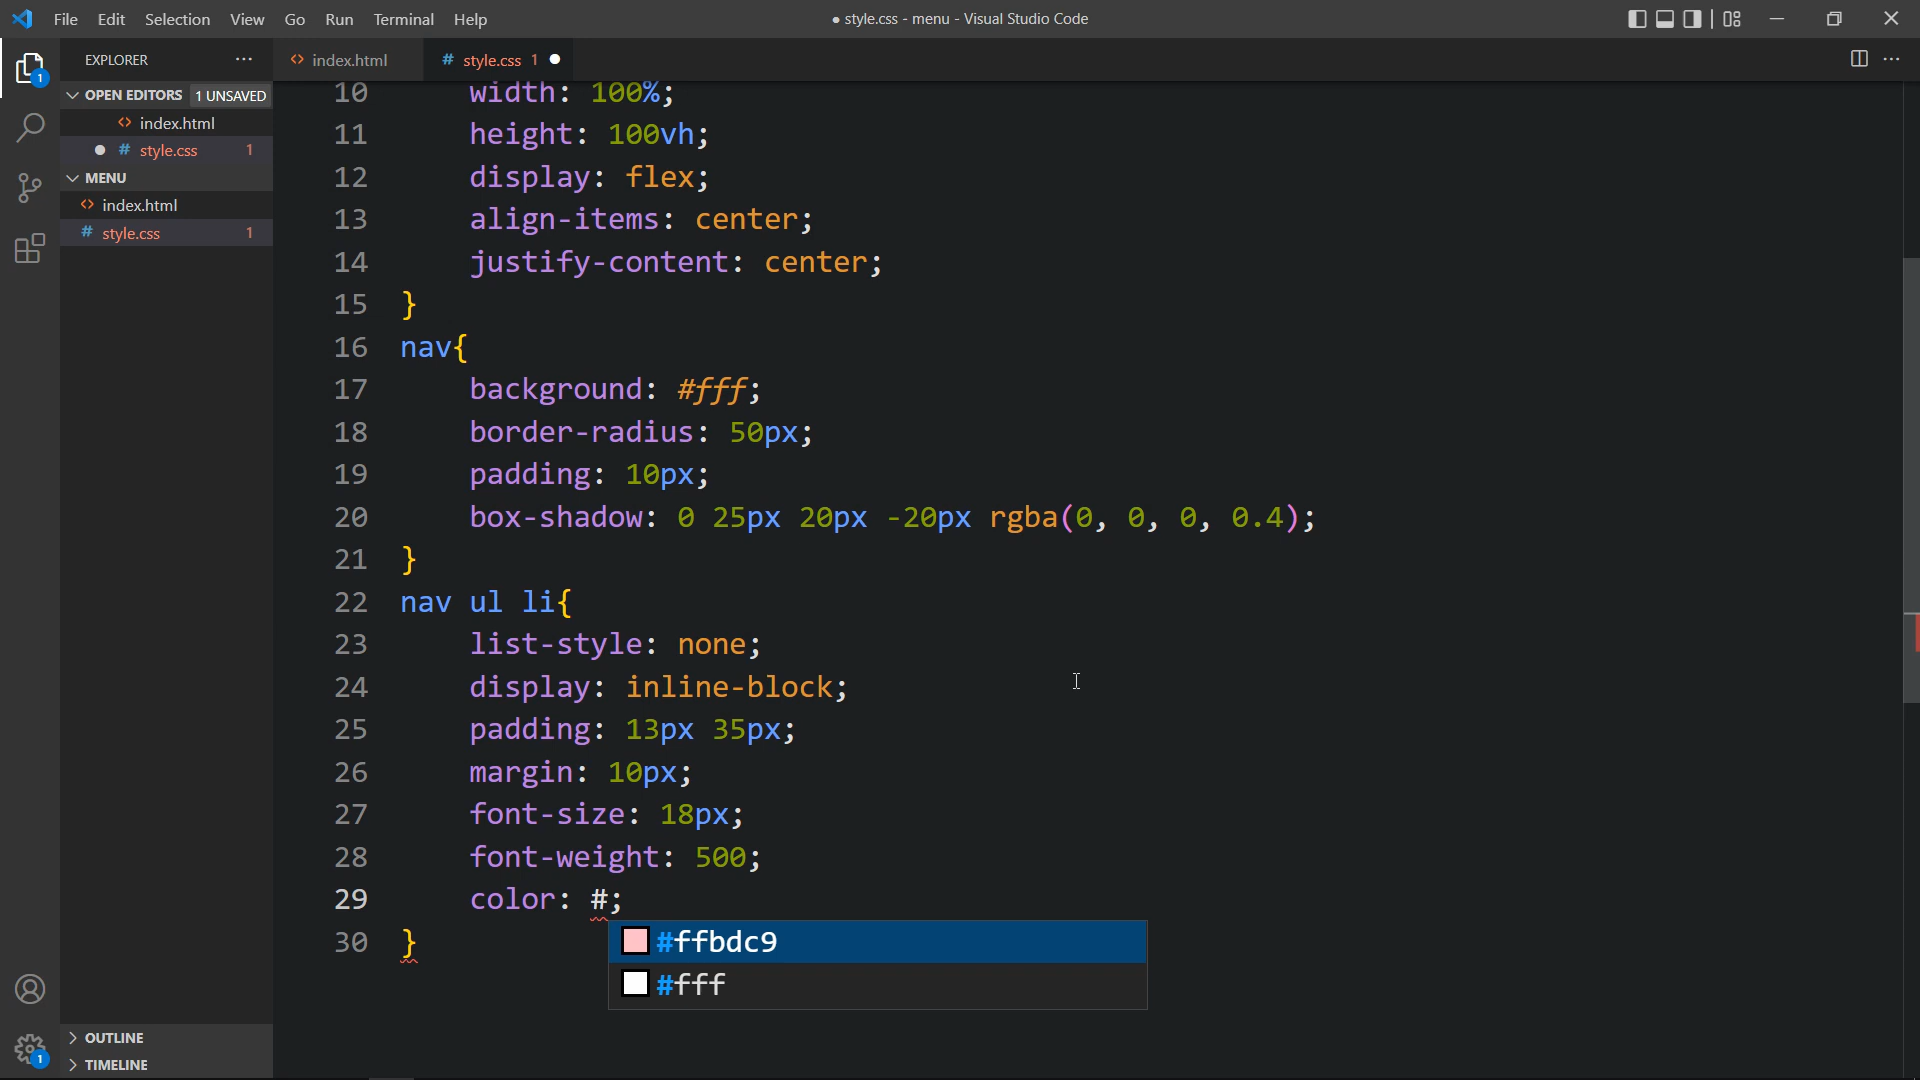 File Edit Selection View Go Run Terminal Help
● style.css - menu - Visual Studio Code
EXPLORER ···
<> index.html
# style.css 1 ●
OPEN EDITORS 1 UNSAVED
<> index.html
● # style.css 1
MENU
<> index.html
# style.css 1
1
10 width: 100%;
11 height: 100vh;
12 display: flex;
13 align-items: center;
14 justify-content: center;
15 }
16 nav{
17 background: #fff;
18 border-radius: 50px;
19 padding: 10px;
20 box-shadow: 0 25px 20px -20px rgba(0, 0, 0, 0.4);
21 }
22 nav ul li{
23 list-style: none;
24 display: inline-block;
25 padding: 13px 35px;
26 margin: 10px;
27 font-size: 18px;
28 font-weight: 500;
29 color: #;
30 }
#ffbdc9
#fff
1
OUTLINE
TIMELINE